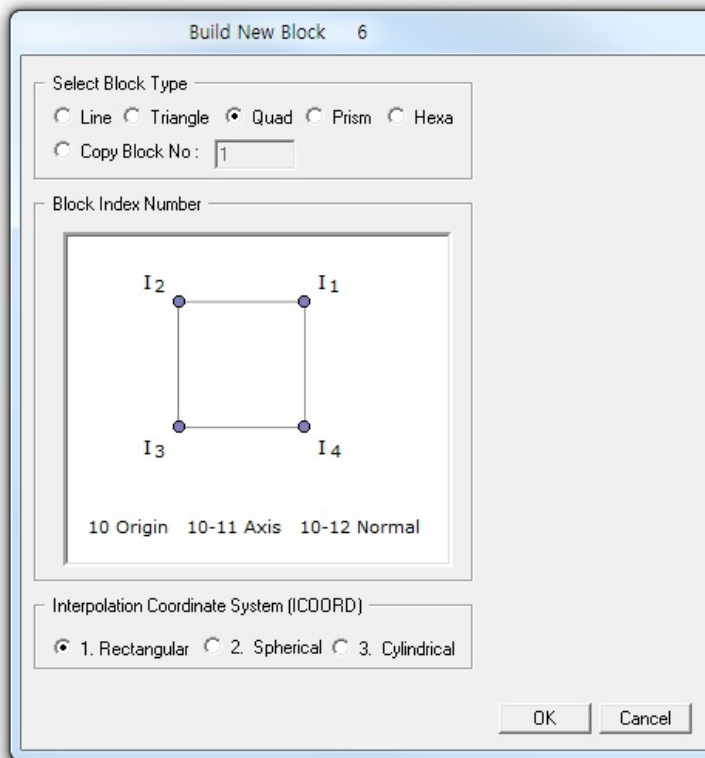 Build New Block 6
Select Block Type
Line Triangle Quad Prism Hexa
Copy Block No : 1
Block Index Number
I2 I1
I3 I4
10 Origin 10-11 Axis 10-12 Normal
Interpolation Coordinate System (ICOORD)
1. Rectangular 2. Spherical 3. Cylindrical
OK Cancel